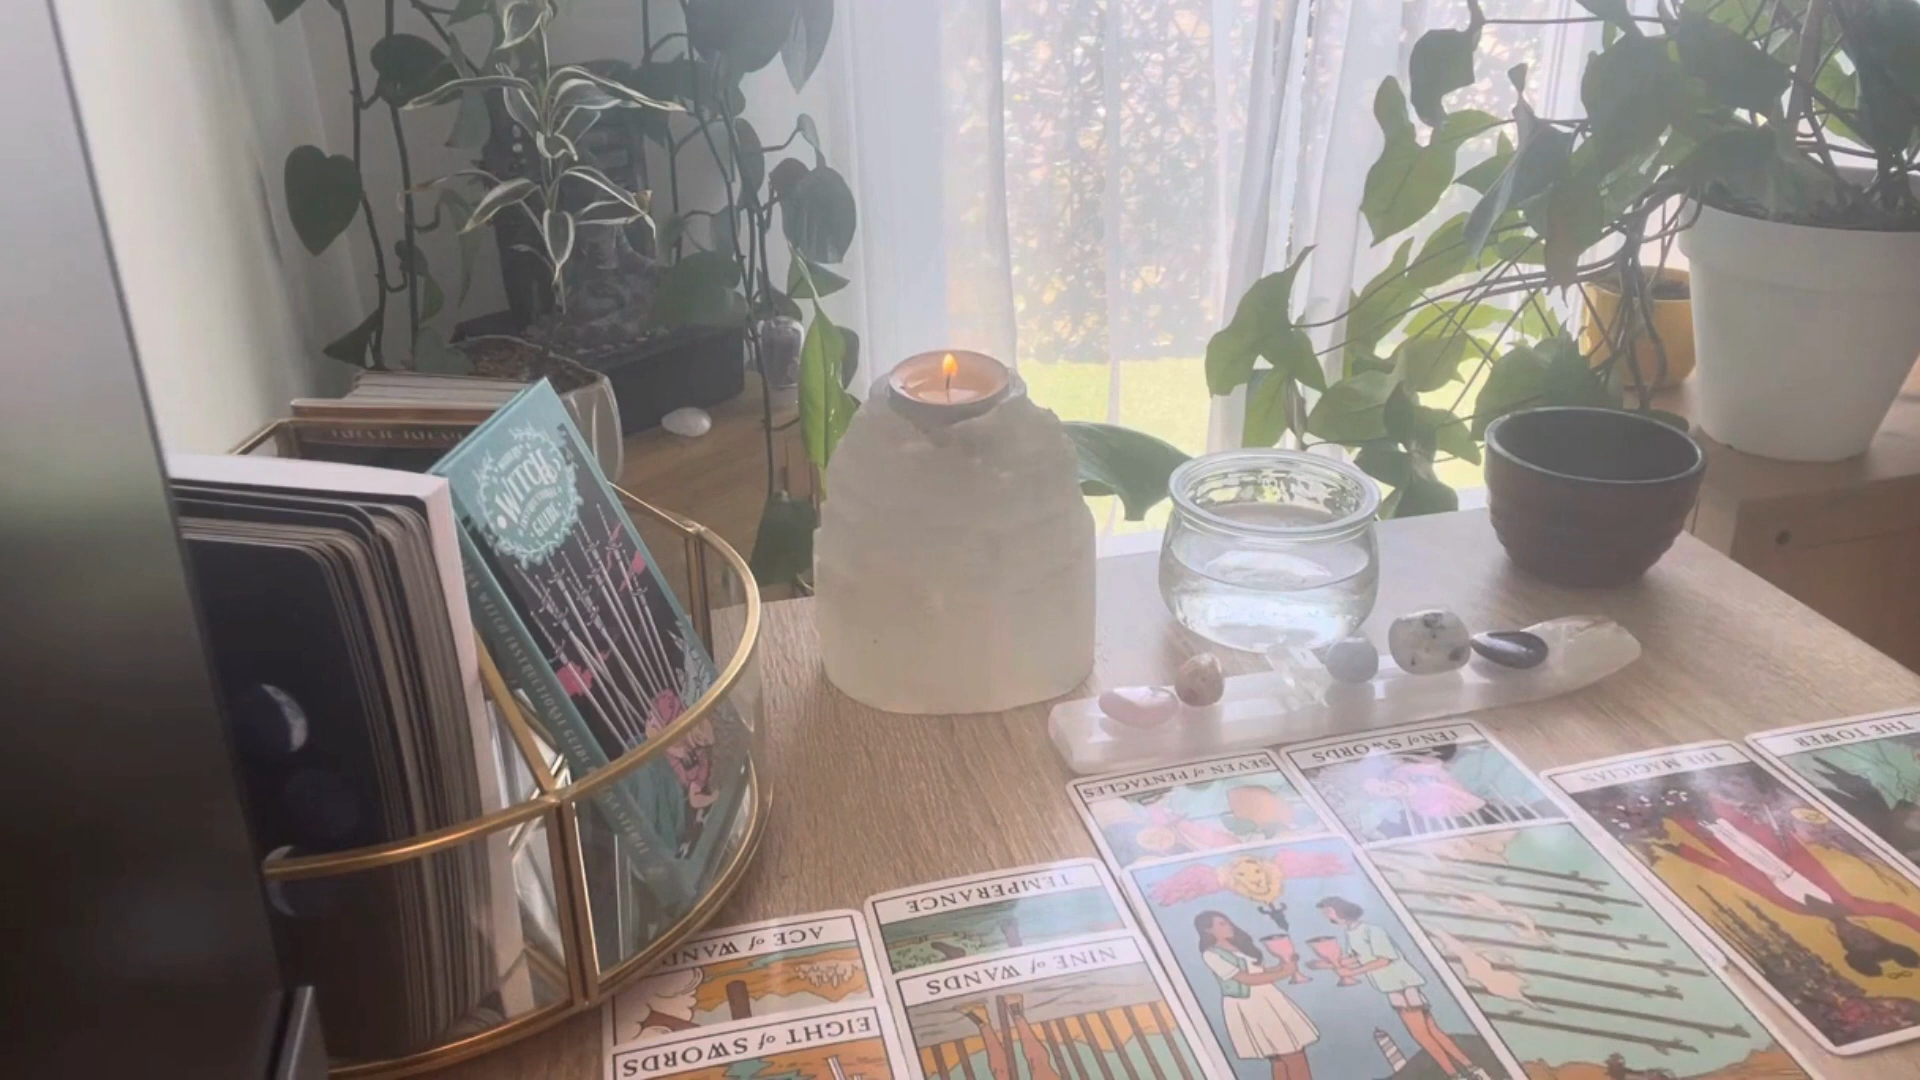 WITCH
GUIDE
SEVEN of PENTACLES
TEN of SWORDS
THE MAGICIAN
THE TOWER
TEMPERANCE
NINE of WANDS
ACE of WAND
EIGHT of SWORDS